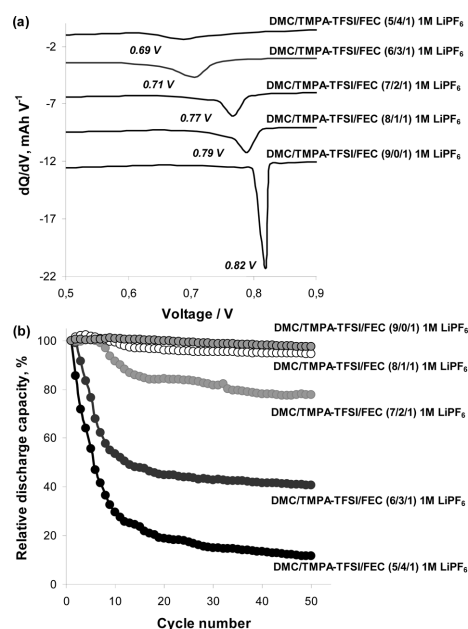 (a)
DMC/TMPA-TFSI/FEC (5/4/1) 1M LiPF₆
-2
0.69 V
DMC/TMPA-TFSI/FEC (6/3/1) 1M LiPF₆
0.71 V
-7
DMC/TMPA-TFSI/FEC (7/2/1) 1M LiPF₆
0.77 V
DMC/TMPA-TFSI/FEC (8/1/1) 1M LiPF₆
0.79 V
-12
DMC/TMPA-TFSI/FEC (9/0/1) 1M LiPF₆
-17
0.82 V
-22
dQ/dV, mAh V⁻¹
0,5 0,6 0,7 0,8 0,9
Voltage / V
(b)
DMC/TMPA-TFSI/FEC (9/0/1) 1M LiPF₆
100
DMC/TMPA-TFSI/FEC (8/1/1) 1M LiPF₆
80
DMC/TMPA-TFSI/FEC (7/2/1) 1M LiPF₆
60
40
DMC/TMPA-TFSI/FEC (6/3/1) 1M LiPF₆
20
DMC/TMPA-TFSI/FEC (5/4/1) 1M LiPF₆
0
Relative discharge capacity, %
0 10 20 30 40 50
Cycle number